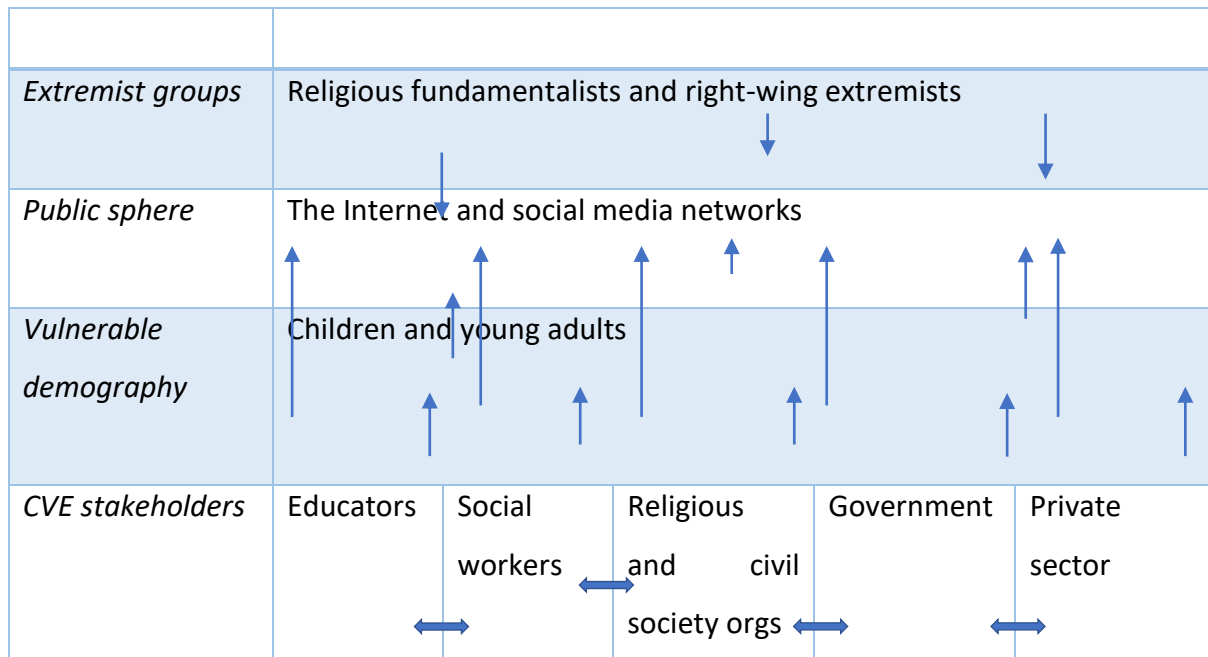 Extremist groups
Religious fundamentalists and right-wing extremists
Public sphere
The Internet and social media networks
Vulnerable
demography
Children and young adults
CVE stakeholders
Educators
Social
workers
Religious
and civil
society orgs
Government
Private
sector